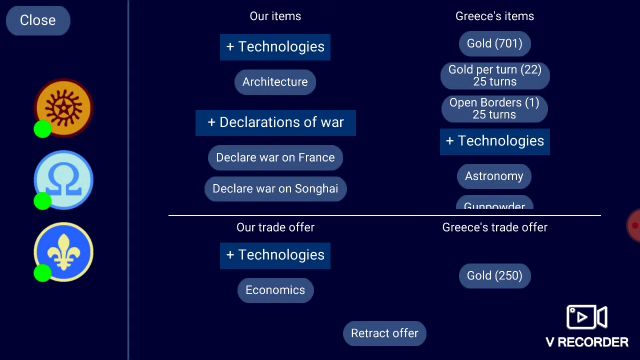 Close
Our items
+ Technologies
Architecture
+ Declarations of war
Declare war on France
Declare war on Songhai
Greece's items
Gold (701)
Gold per turn (22)
25 turns
Open Borders (1)
25 turns
+ Technologies
Astronomy
Gunpowder
Our trade offer
+ Technologies
Economics
Greece's trade offer
Gold (250)
Retract offer
V RECORDER